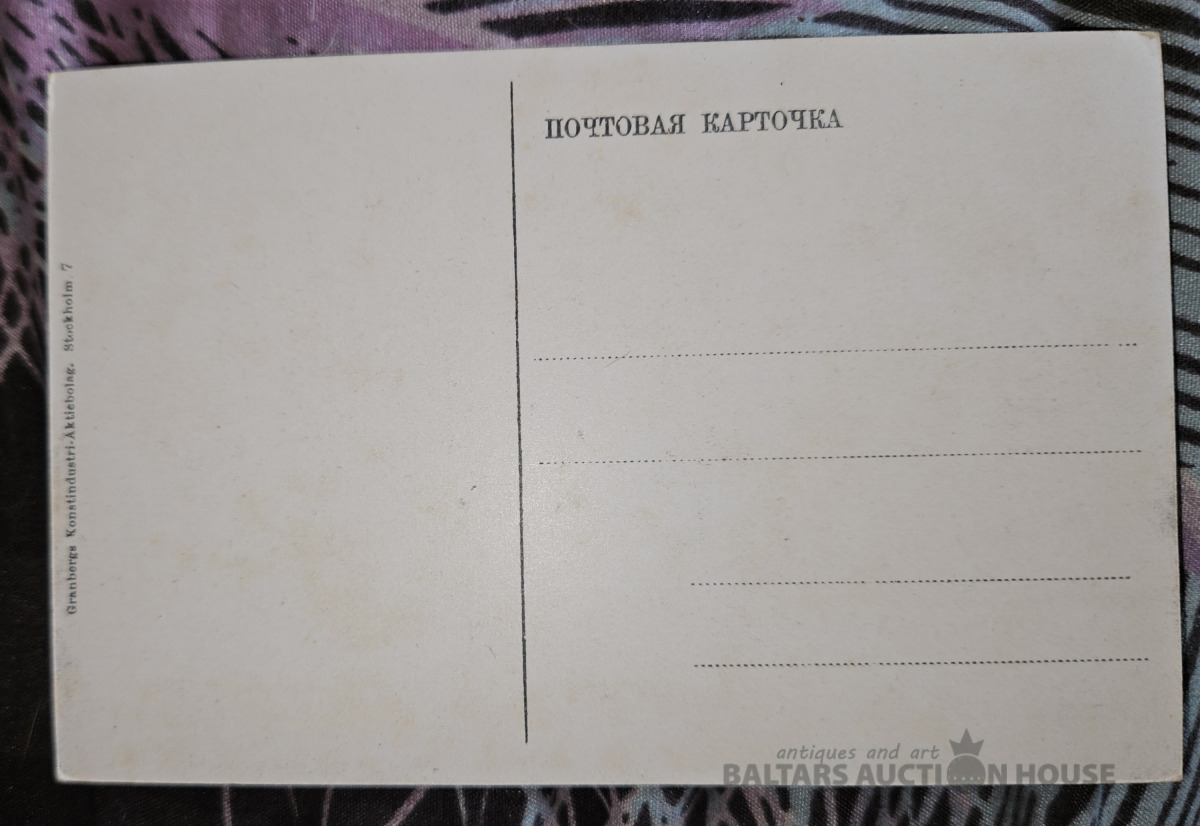 ПОЧТОВАЯ КАРТОЧКА
Granbergs Konstindustri-Aktiebolag. Stockholm 7
antiques and art
BALTARS AUCTION HOUSE